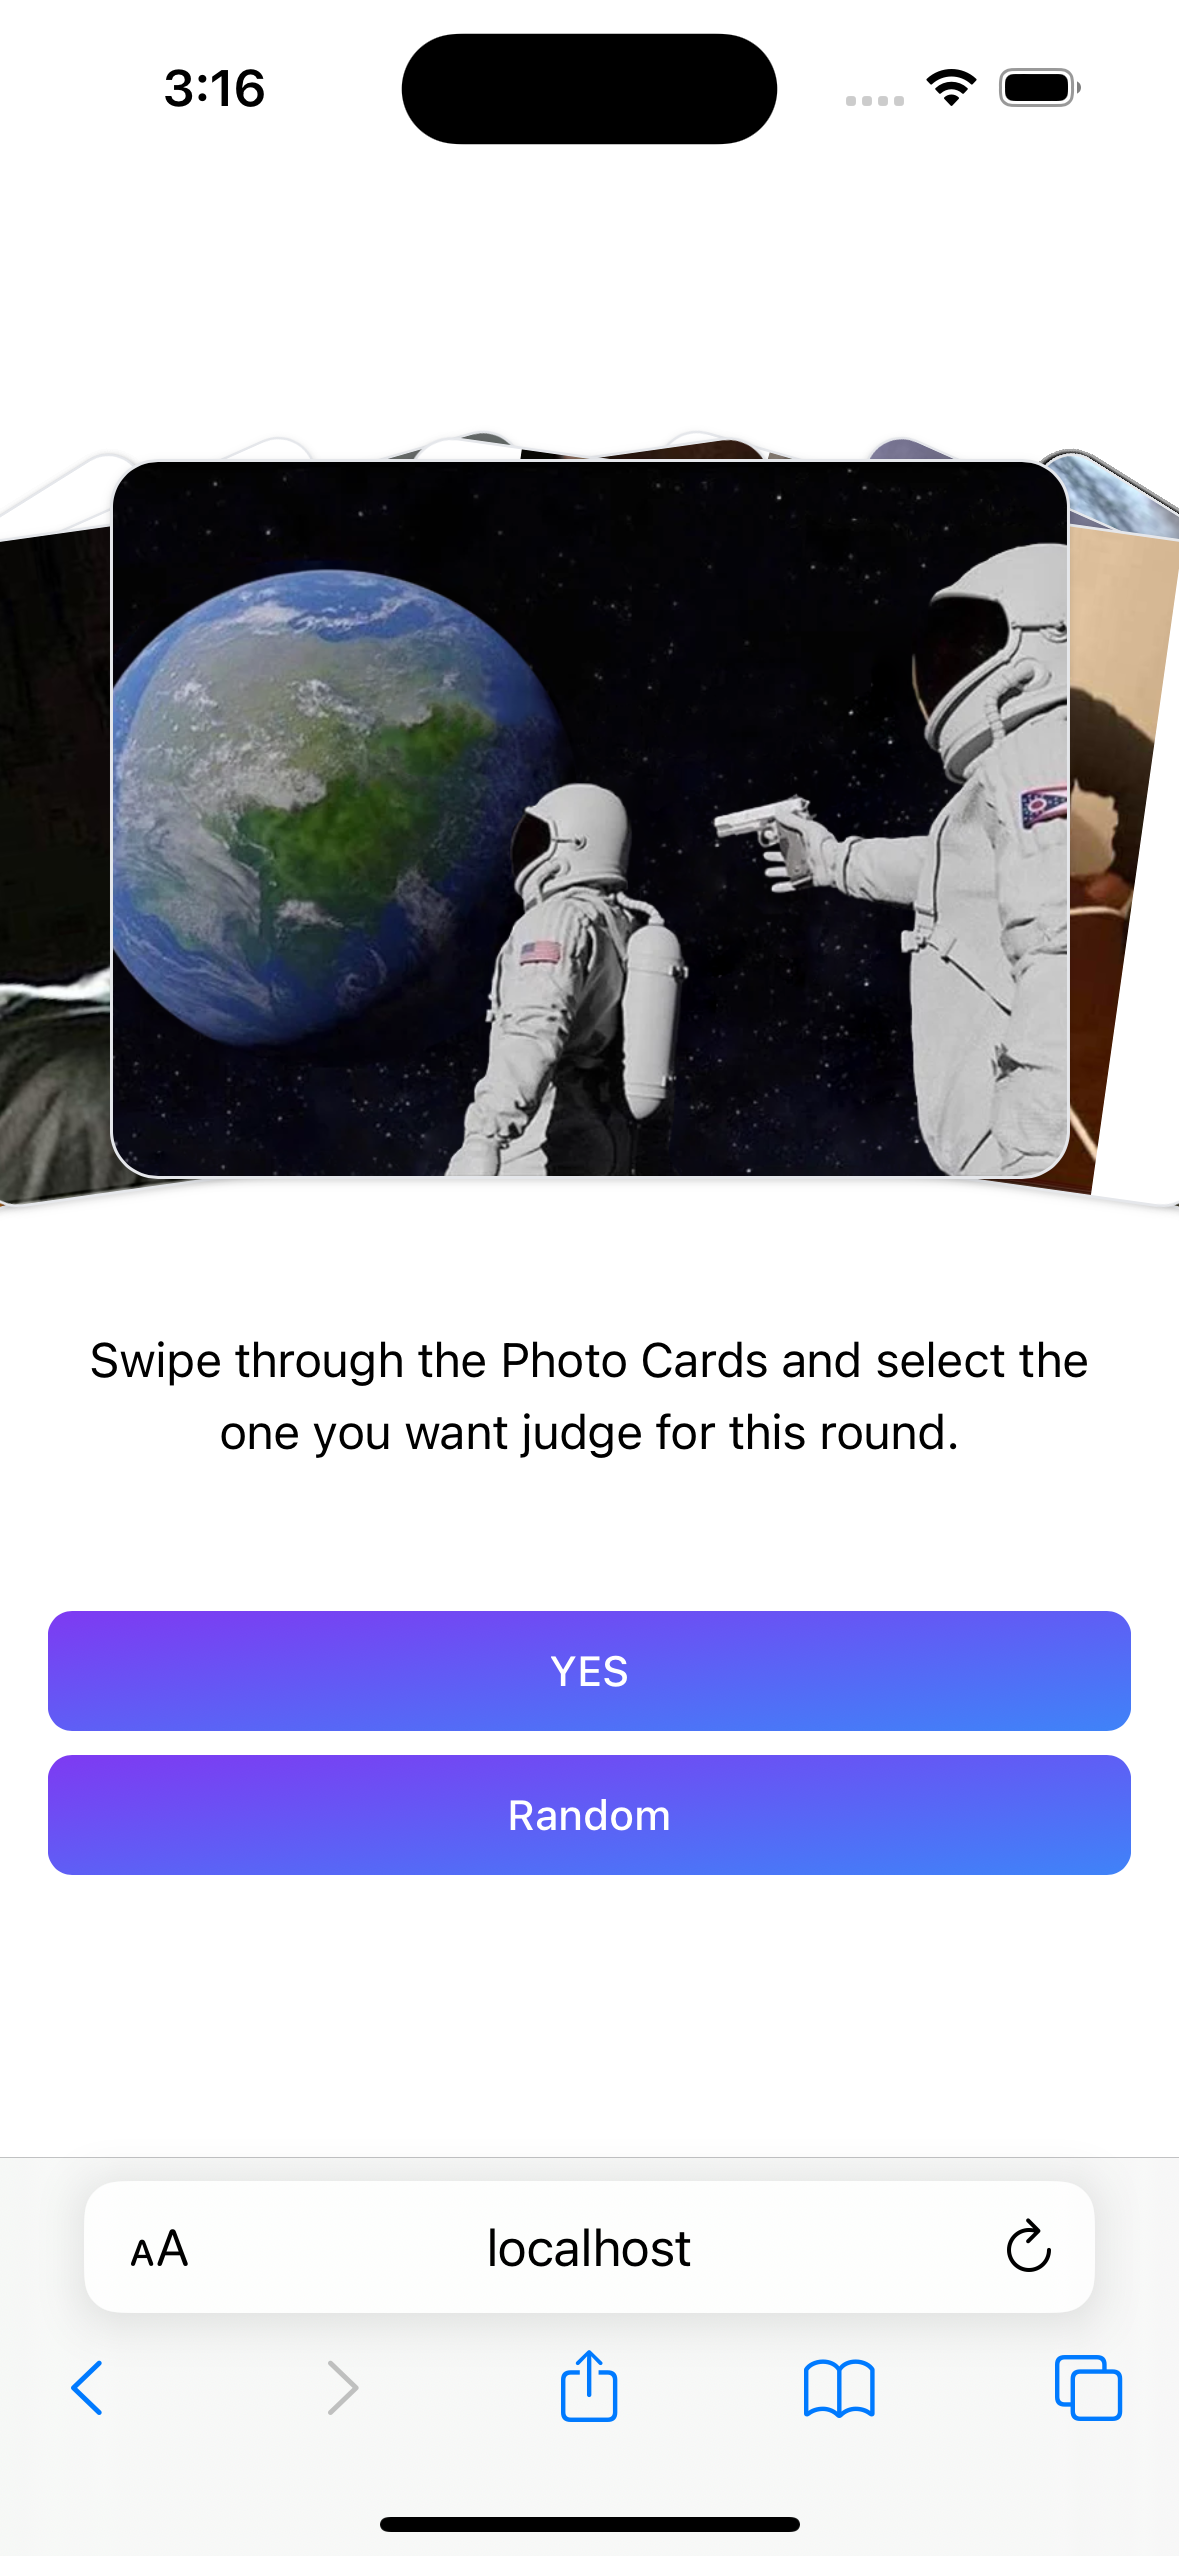 3:16
Swipe through the Photo Cards and select the
one you want judge for this round.
YES
Random
AA
localhost